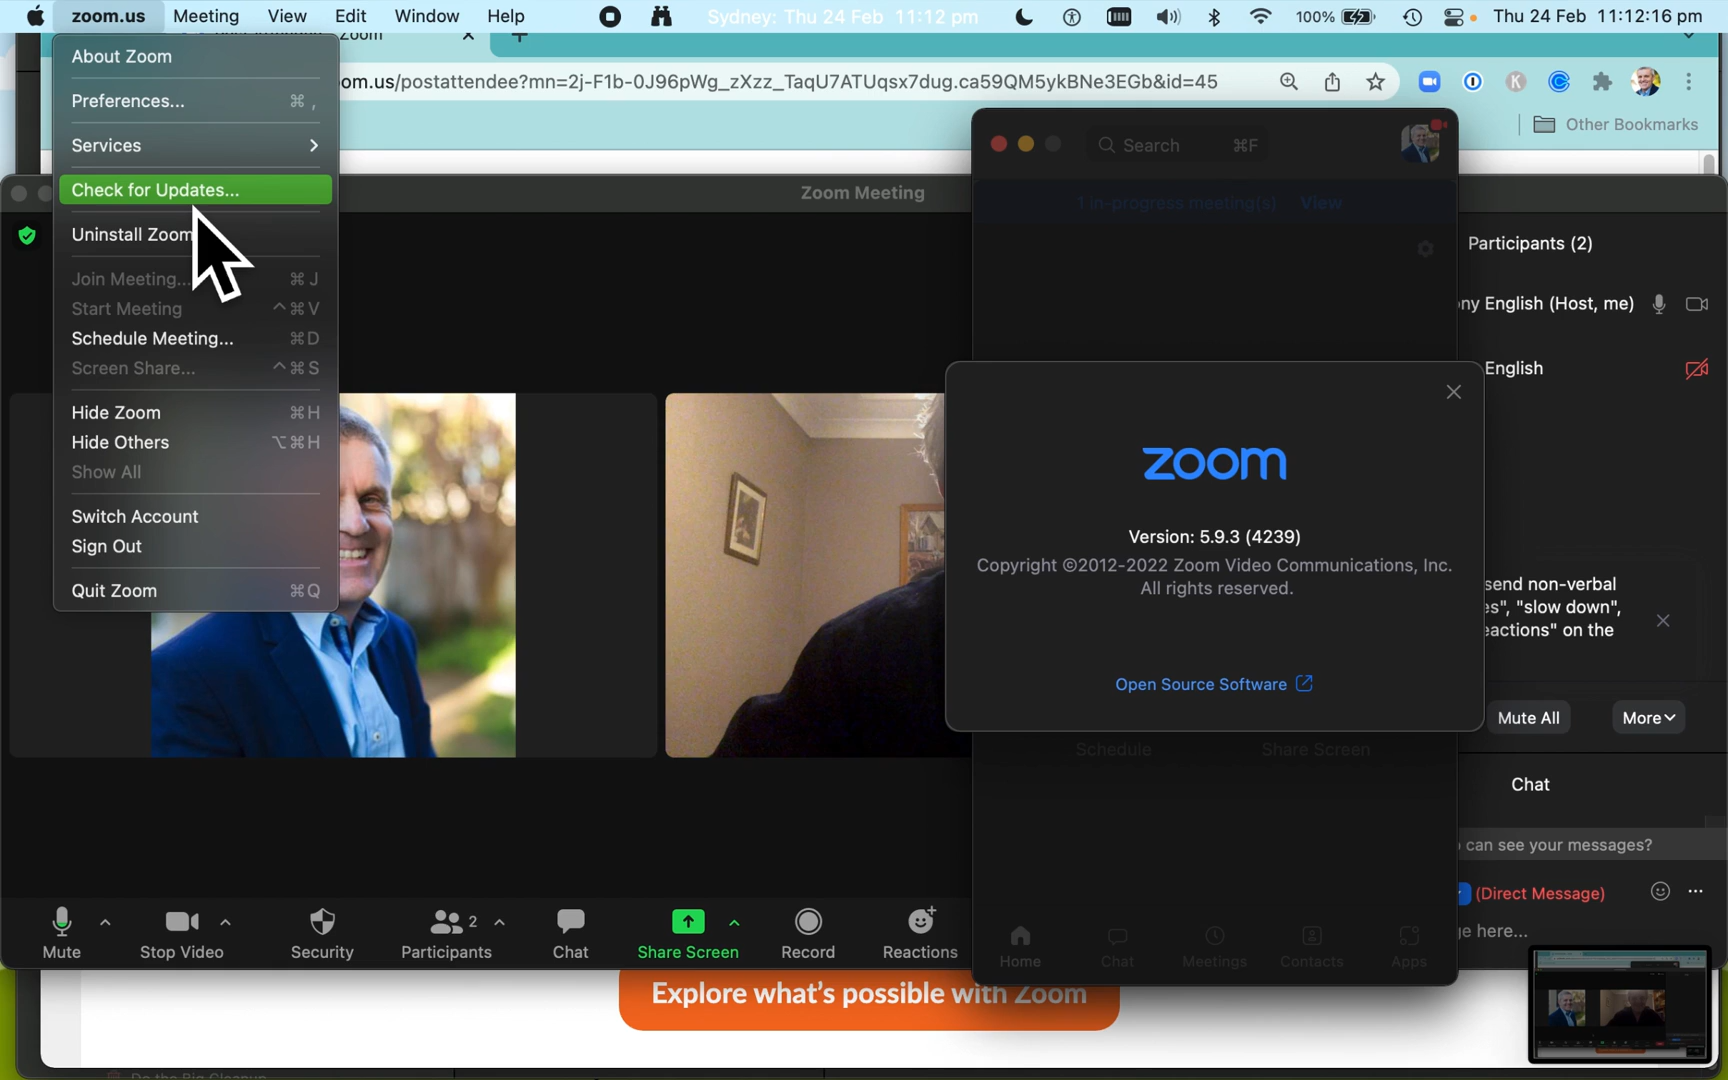 zoom.us Meeting View Edit Window Help
Sydney: Thu 24 Feb 11:12 pm
100%
Thu 24 Feb 11:12:16 pm
Zoom
om.us/postattendee?mn=2j-F1b-0J96pWg_zXzz_TaqU7ATUqsx7dug.ca59QM5ykBNe3EGb&id=45
Other Bookmarks
About Zoom
Preferences... ⌘ ,
Services
Check for Updates...
Uninstall Zoom
Join Meeting... ⌘ J
Start Meeting ^⌘V
Schedule Meeting... ⌘D
Screen Share... ^⌘S
Hide Zoom ⌘H
Hide Others ⌥⌘H
Show All
Switch Account
Sign Out
Quit Zoom ⌘Q
Zoom Meeting
Search ⌘F
1 in-progress meeting(s) View
zoom
Version: 5.9.3 (4239)
Copyright ©2012-2022 Zoom Video Communications, Inc.
All rights reserved.
Open Source Software
Schedule Share Screen
Home Chat Meetings Contacts Apps
Participants (2)
ny English (Host, me)
English
send non-verbal
es", "slow down",
eactions" on the
Mute All More
Chat
can see your messages?
(Direct Message)
ge here...
Mute Stop Video Security Participants 2 Chat Share Screen Record Reactions
Explore what's possible with Zoom
Do the Big Cleanup